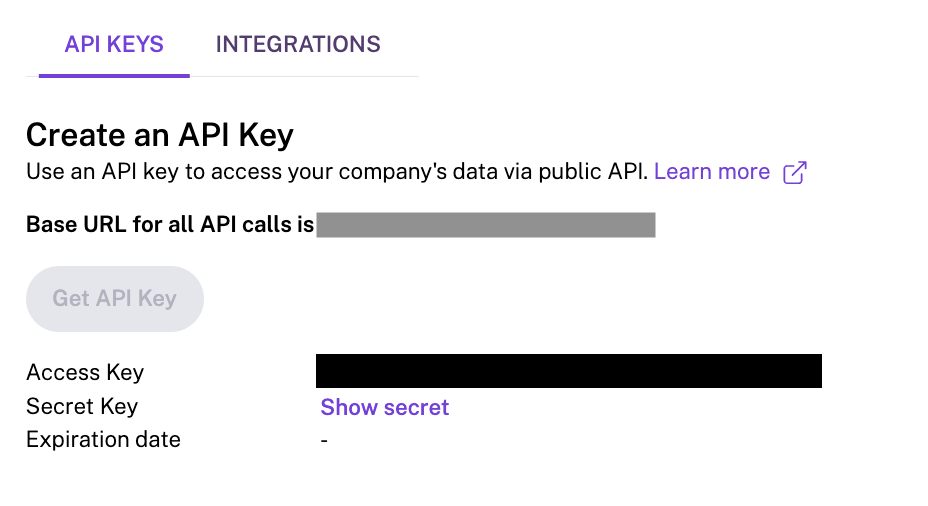 API KEYS INTEGRATIONS
Create an API Key
Use an API key to access your company's data via public API. Learn more
Base URL for all API calls is
Get API Key
Access Key
Secret Key Show secret
Expiration date -